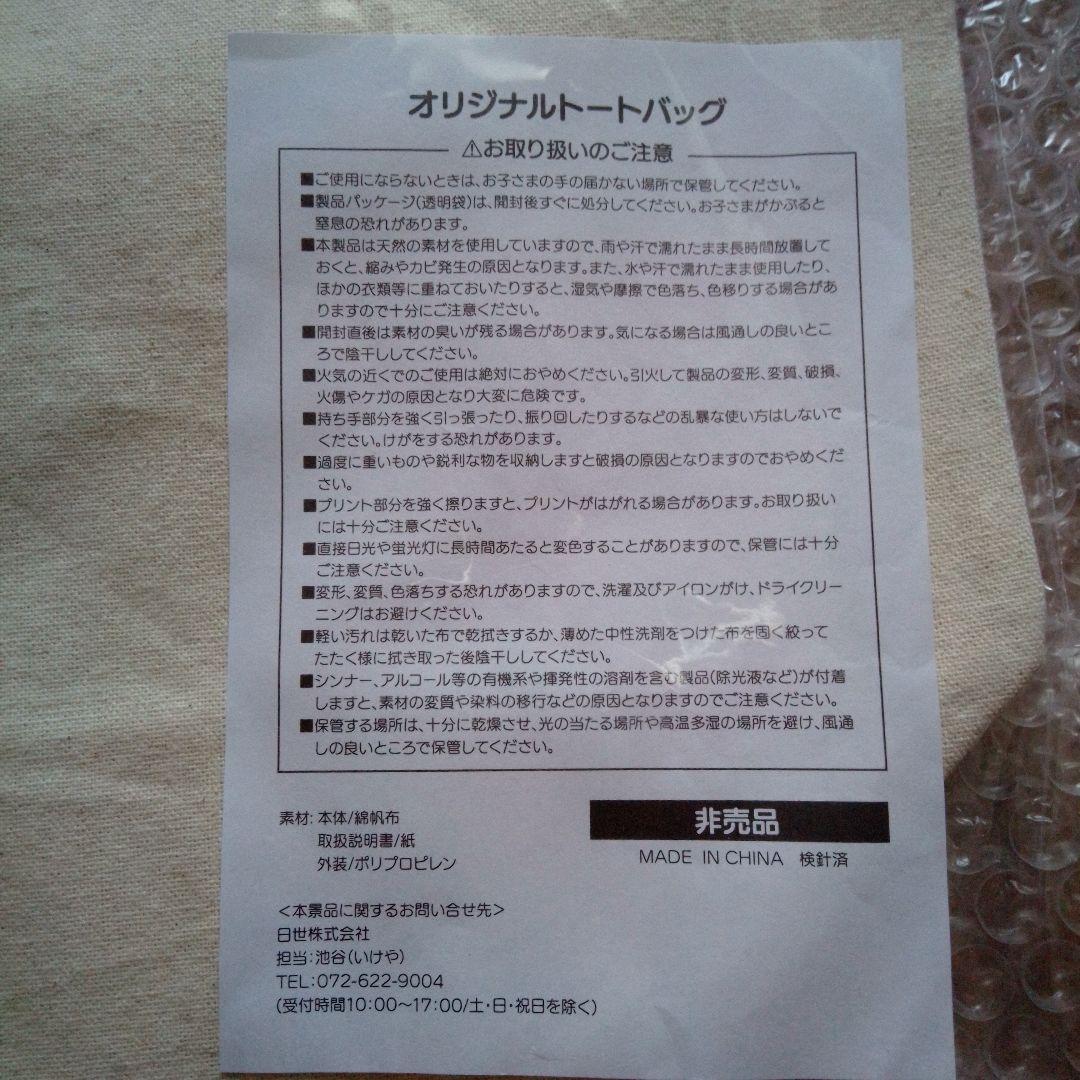 オリジナルトートバッグ
⚠お取り扱いのご注意
■ご使用にならないときは、お子さまの手の届かない場所で保管してください。
■製品パッケージ(透明袋)は、開封後すぐに処分してください。お子さまがかぶると
窒息の恐れがあります。
■本製品は天然の素材を使用していますので、雨や汗で濡れたまま長時間放置して
おくと、縮みやカビ発生の原因となります。また、水や汗で濡れたまま使用したり、
ほかの衣類等に重ねておいたりすると、湿気や摩擦で色落ち、色移りする場合があ
りますので十分にご注意ください。
■開封直後は素材の臭いが残る場合があります。気になる場合は風通しの良いとこ
ろで陰干ししてください。
■火気の近くでのご使用は絶対におやめください。引火して製品の変形、変質、破損、
火傷やケガの原因となり大変に危険です。
■持ち手部分を強く引っ張ったり、振り回したりするなどの乱暴な使い方はしないで
ください。けがをする恐れがあります。
■過度に重いものや鋭利な物を収納しますと破損の原因となりますのでおやめくだ
さい。
■プリント部分を強く擦りますと、プリントがはがれる場合があります。お取り扱い
には十分ご注意ください。
■直接日光や蛍光灯に長時間あたると変色することがありますので、保管には十分
ご注意ください。
■変形、変質、色落ちする恐れがありますので、洗濯及びアイロンがけ、ドライクリー
ニングはお避けください。
■軽い汚れは乾いた布で乾拭きするか、薄めた中性洗剤をつけた布を固く絞って
たたく様に拭き取った後陰干ししてください。
■シンナー、アルコール等の有機系や揮発性の溶剤を含む製品(除光液など)が付着
しますと、素材の変質や染料の移行などの原因となりますのでご注意ください。
■保管する場所は、十分に乾燥させ、光の当たる場所や高温多湿の場所を避け、風通
しの良いところで保管してください。
素材:本体/綿帆布
取扱説明書/紙
外装/ポリプロピレン
非売品
MADE IN CHINA 検針済
<本景品に関するお問い合せ先>
日世株式会社
担当:池谷(いけや)
TEL:072-622-9004
(受付時間10:00〜17:00/土・日・祝日を除く)